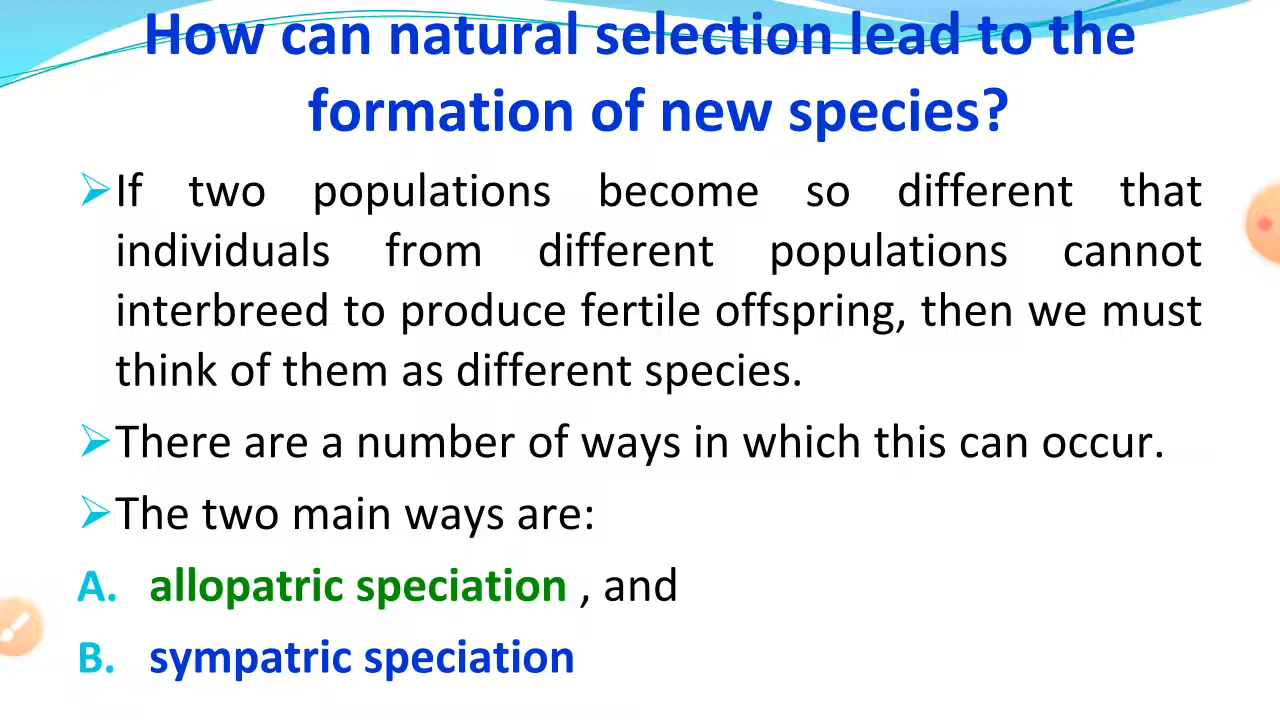 How can natural selection lead to the
formation of new species?
➢If two populations become so different that
individuals from different populations cannot
interbreed to produce fertile offspring, then we must
think of them as different species.
➢There are a number of ways in which this can occur.
➢The two main ways are:
A. allopatric speciation , and
B. sympatric speciation